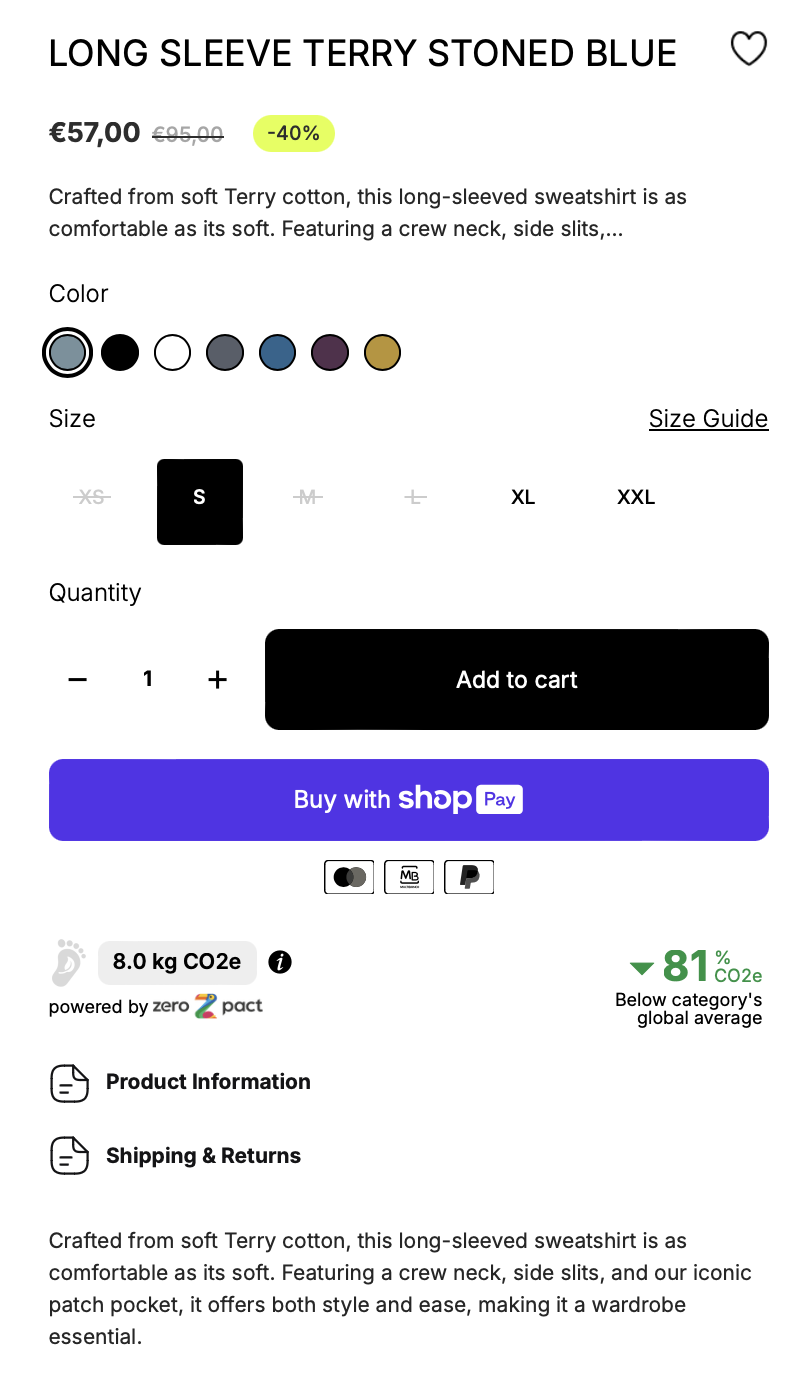 LONG SLEEVE TERRY STONED BLUE
€57,00 €95,00 -40%
Crafted from soft Terry cotton, this long-sleeved sweatshirt is as
comfortable as its soft. Featuring a crew neck, side slits,...
Color
Size Size Guide
XS S M L XL XXL
Quantity
− 1 + Add to cart
Buy with shop Pay
MB
8.0 kg CO2e i
81 % CO2e
powered by zero Z pact
Below category's
global average
Product Information
Shipping & Returns
Crafted from soft Terry cotton, this long-sleeved sweatshirt is as
comfortable as its soft. Featuring a crew neck, side slits, and our iconic
patch pocket, it offers both style and ease, making it a wardrobe
essential.